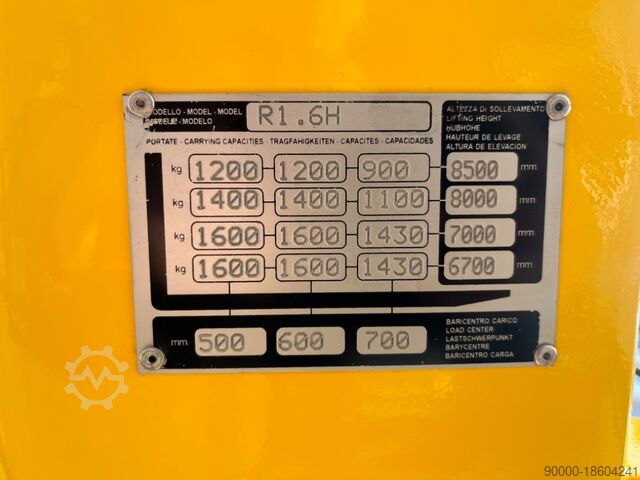 MODELLO - MODEL - MODEL
MODELE - MODELO
R1.6H
ALTEZZA DI SOLLEVAMENTO
LIFTING HEIGHT
HUBHOHE
HAUTEUR DE LEVAGE
ALTURA DE ELEVACION
PORTATE - CARRYING CAPACITIES - TRAGFAHIGKEITEN - CAPACITES - CAPACIDADES
kg 1200 1200 900 8500 mm.
kg 1400 1400 1100 8000 mm.
kg 1600 1600 1430 7000 mm.
kg 1600 1600 1430 6700 mm.
mm. 500 600 700
BARICENTRO CARICO
LOAD CENTER
LASTSCHWERPUNKT
BARYCENTRE
BARICENTRO CARGA
90000-18604241